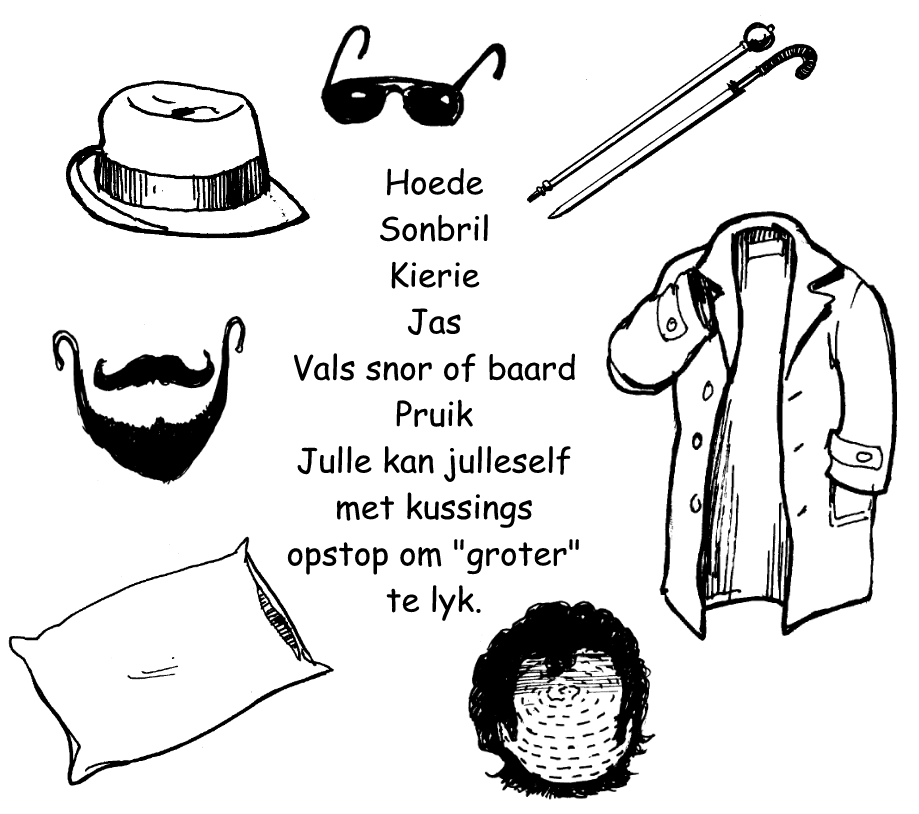 Hoede
Sonbril
Kierie
Jas
Vals snor of baard
Pruik
Julle kan julleself
met kussings
opstop om "groter"
te lyk.